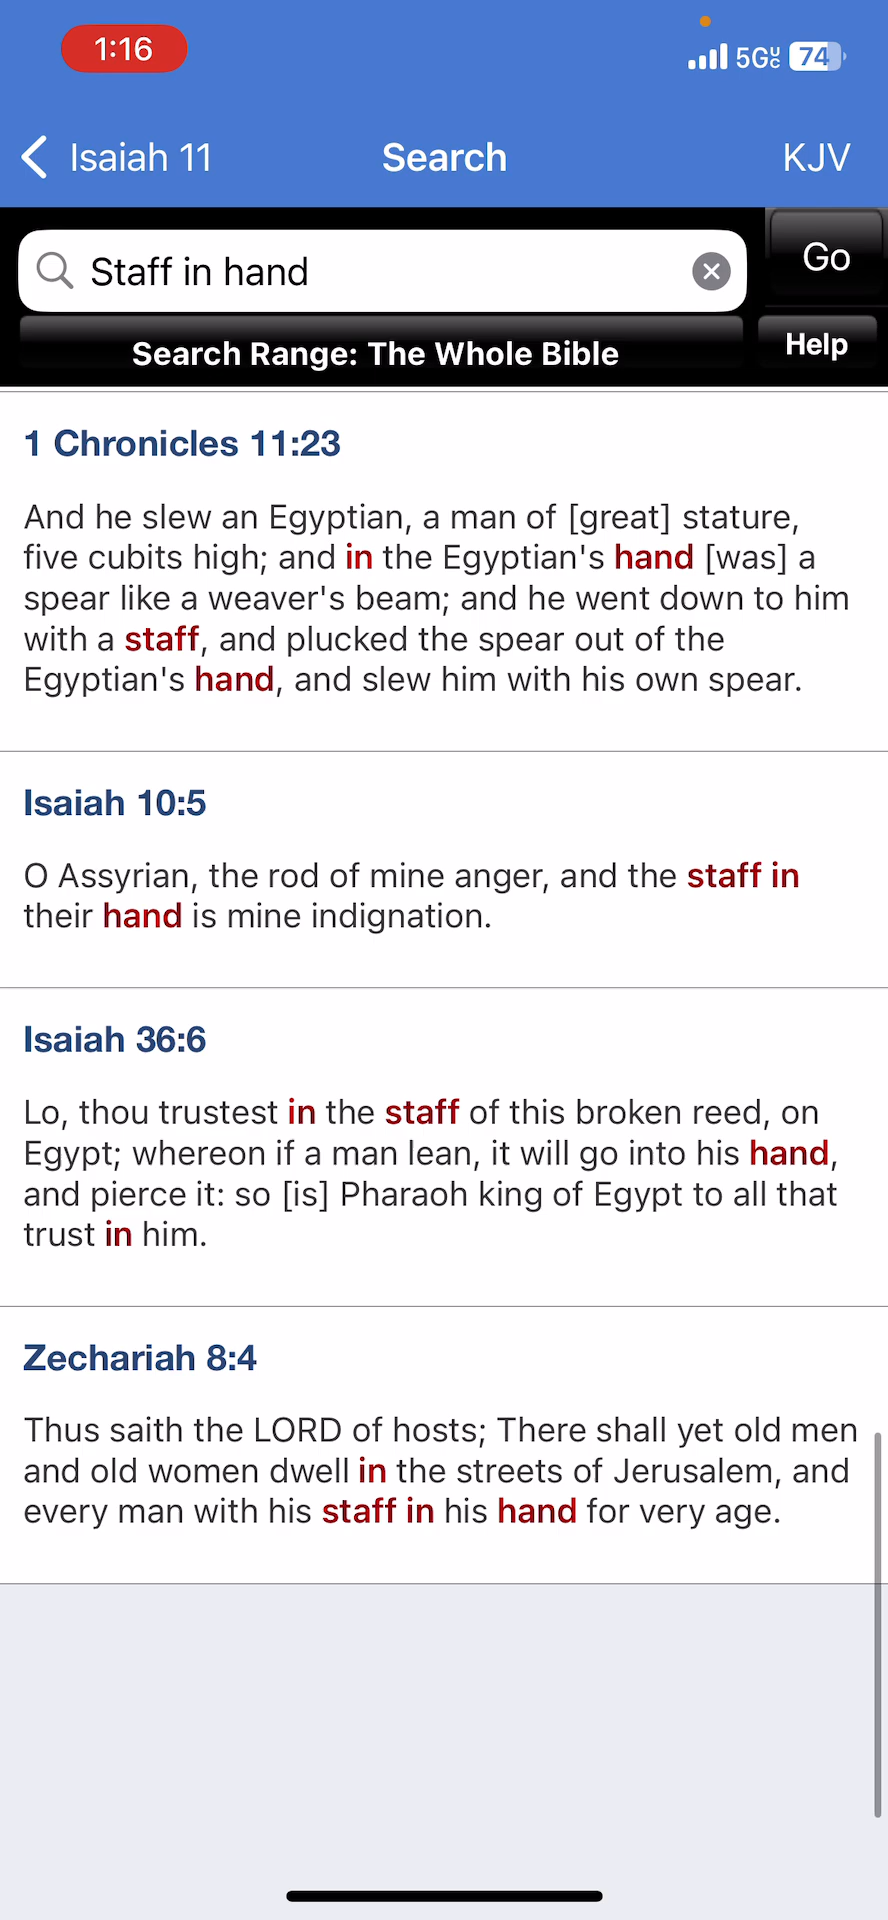 1:16
5G
74
Isaiah 11
Search
KJV
Staff in hand
Go
Search Range: The Whole Bible
Help
1 Chronicles 11:23
And he slew an Egyptian, a man of [great] stature,
five cubits high; and in the Egyptian's hand [was] a
spear like a weaver's beam; and he went down to him
with a staff, and plucked the spear out of the
Egyptian's hand, and slew him with his own spear.
Isaiah 10:5
O Assyrian, the rod of mine anger, and the staff in
their hand is mine indignation.
Isaiah 36:6
Lo, thou trustest in the staff of this broken reed, on
Egypt; whereon if a man lean, it will go into his hand,
and pierce it: so [is] Pharaoh king of Egypt to all that
trust in him.
Zechariah 8:4
Thus saith the LORD of hosts; There shall yet old men
and old women dwell in the streets of Jerusalem, and
every man with his staff in his hand for very age.